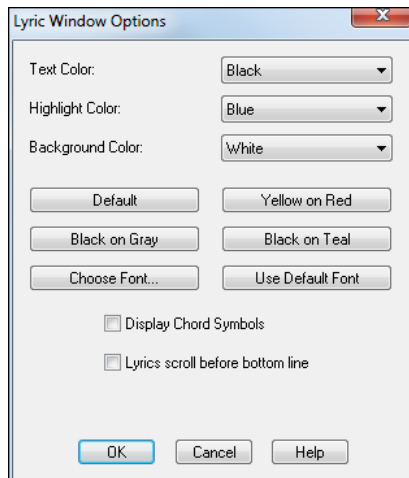 Lyric Window Options
Text Color: Black
Highlight Color: Blue
Background Color: White
Default Yellow on Red
Black on Gray Black on Teal
Choose Font... Use Default Font
Display Chord Symbols
Lyrics scroll before bottom line
OK Cancel Help